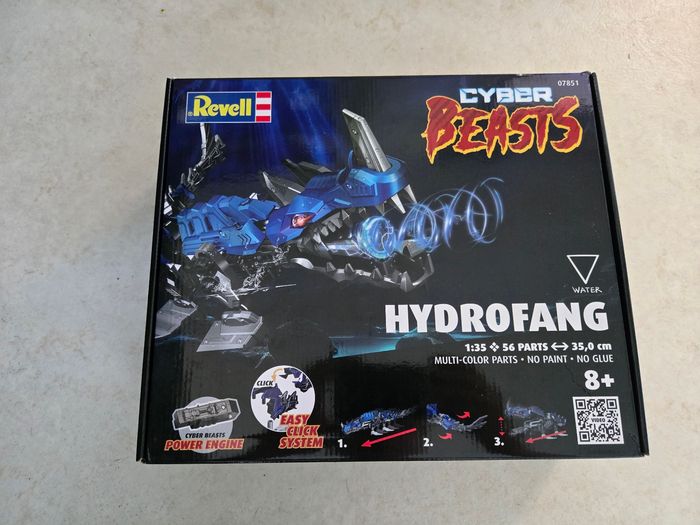 07851
®Revell
CYBER
BEASTS
WATER
HYDROFANG
1:35 ❖ 56 PARTS ↔ 35,0 cm
MULTI-COLOR PARTS • NO PAINT • NO GLUE
8+
CYBER BEASTS
POWER ENGINE
CLICK
EASY
CLICK
SYSTEM
1.
2.
3.
VIDEO